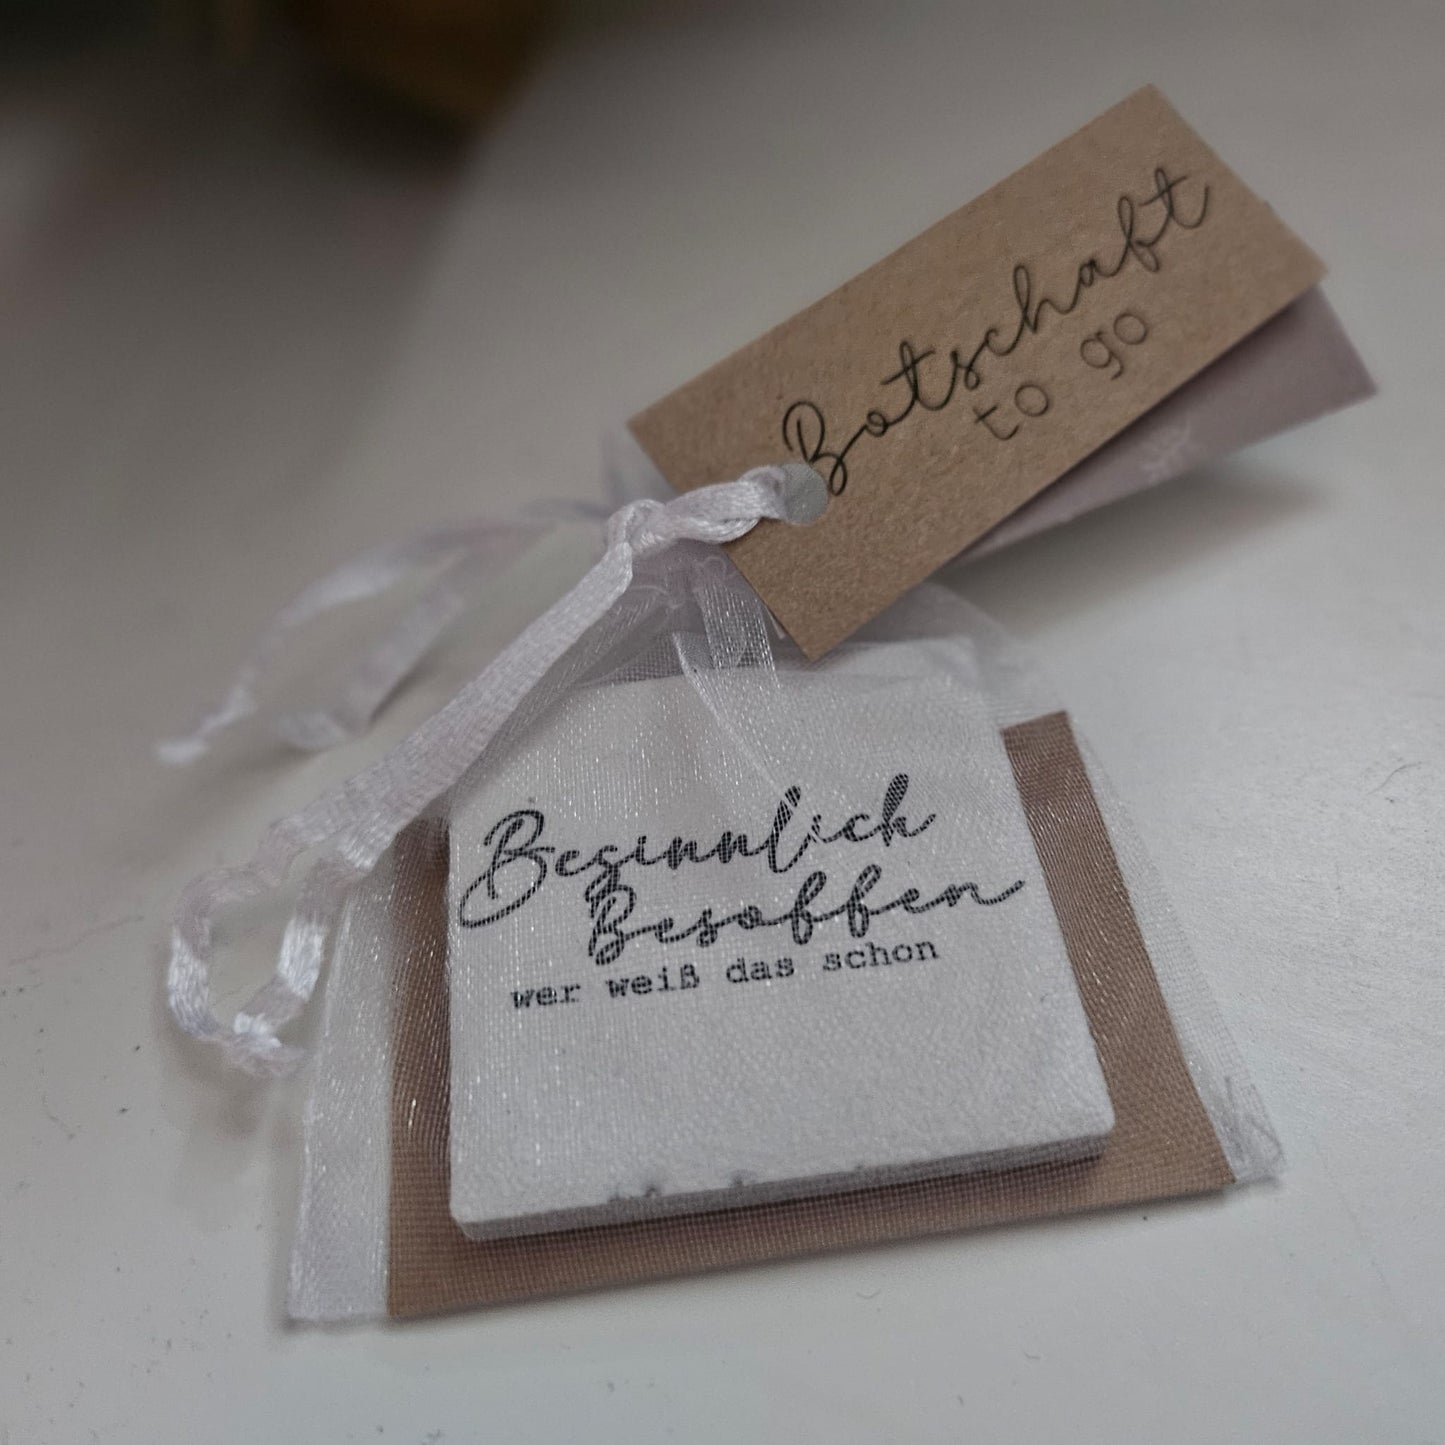 Botschaft
to go
Besinnlich
Besoffen
wer weiß das schon